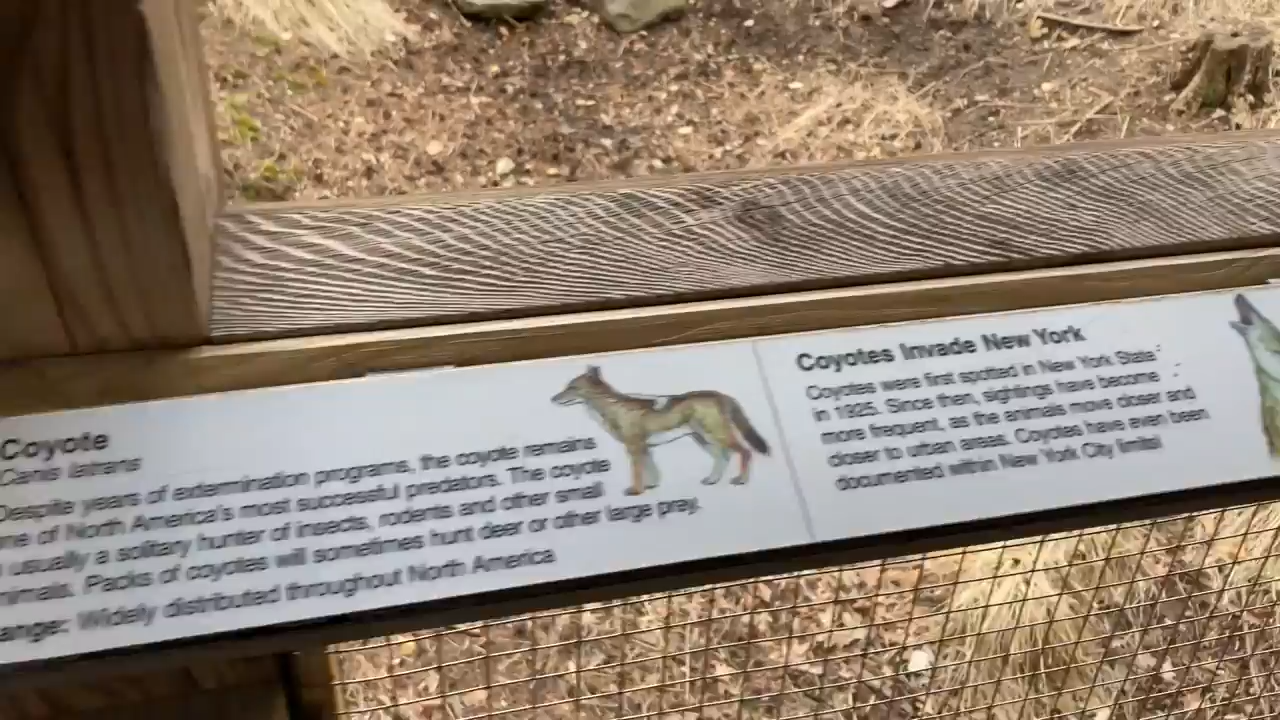 Coyote
Canis latrans
Despite years of extermination programs, the coyote remains
one of North America's most successful predators. The coyote
usually a solitary hunter of insects, rodents and other small
nimals. Packs of coyotes will sometimes hunt deer or other large prey.
ange: Widely distributed throughout North America
Coyotes Invade New York
Coyotes were first spotted in New York State
in 1925. Since then, sightings have become
more frequent, as the animals move closer and
closer to urban areas. Coyotes have even been
documented within New York City limits!